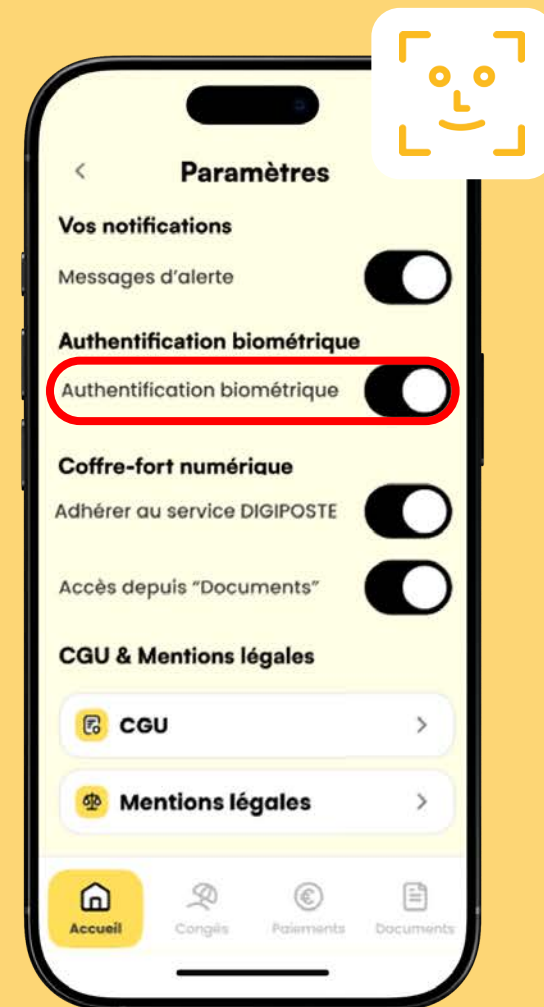 Paramètres
Vos notifications
Messages d'alerte
Authentification biométrique
Authentification biométrique
Coffre-fort numérique
Adhérer au service DIGIPOSTE
Accès depuis “Documents”
CGU & Mentions légales
CGU
Mentions légales
Accueil Congés Paiements Documents